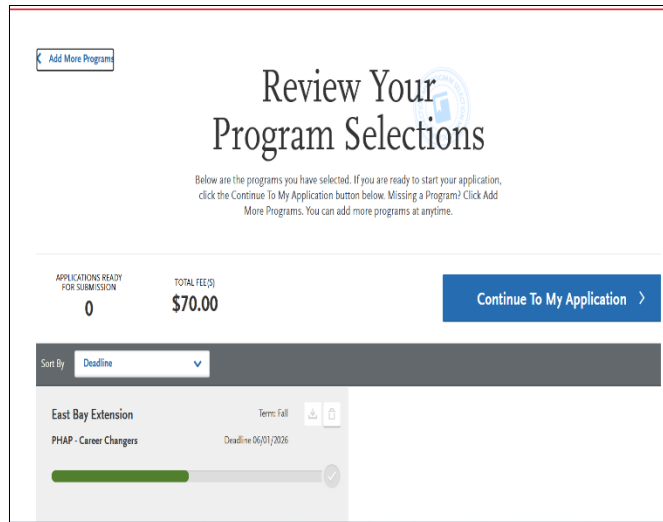 Add More Programs
Review Your
Program Selections
Below are the programs you have selected. If you are ready to start your application,
click the Continue To My Application button below. Missing a Program? Click Add
More Programs. You can add more programs at anytime.
APPLICATIONS READY
FOR SUBMISSION
0
TOTAL FEE(S)
$70.00
Continue To My Application
Sort By
Deadline
East Bay Extension
Term: Fall
PHAP - Career Changers
Deadline 06/01/2026